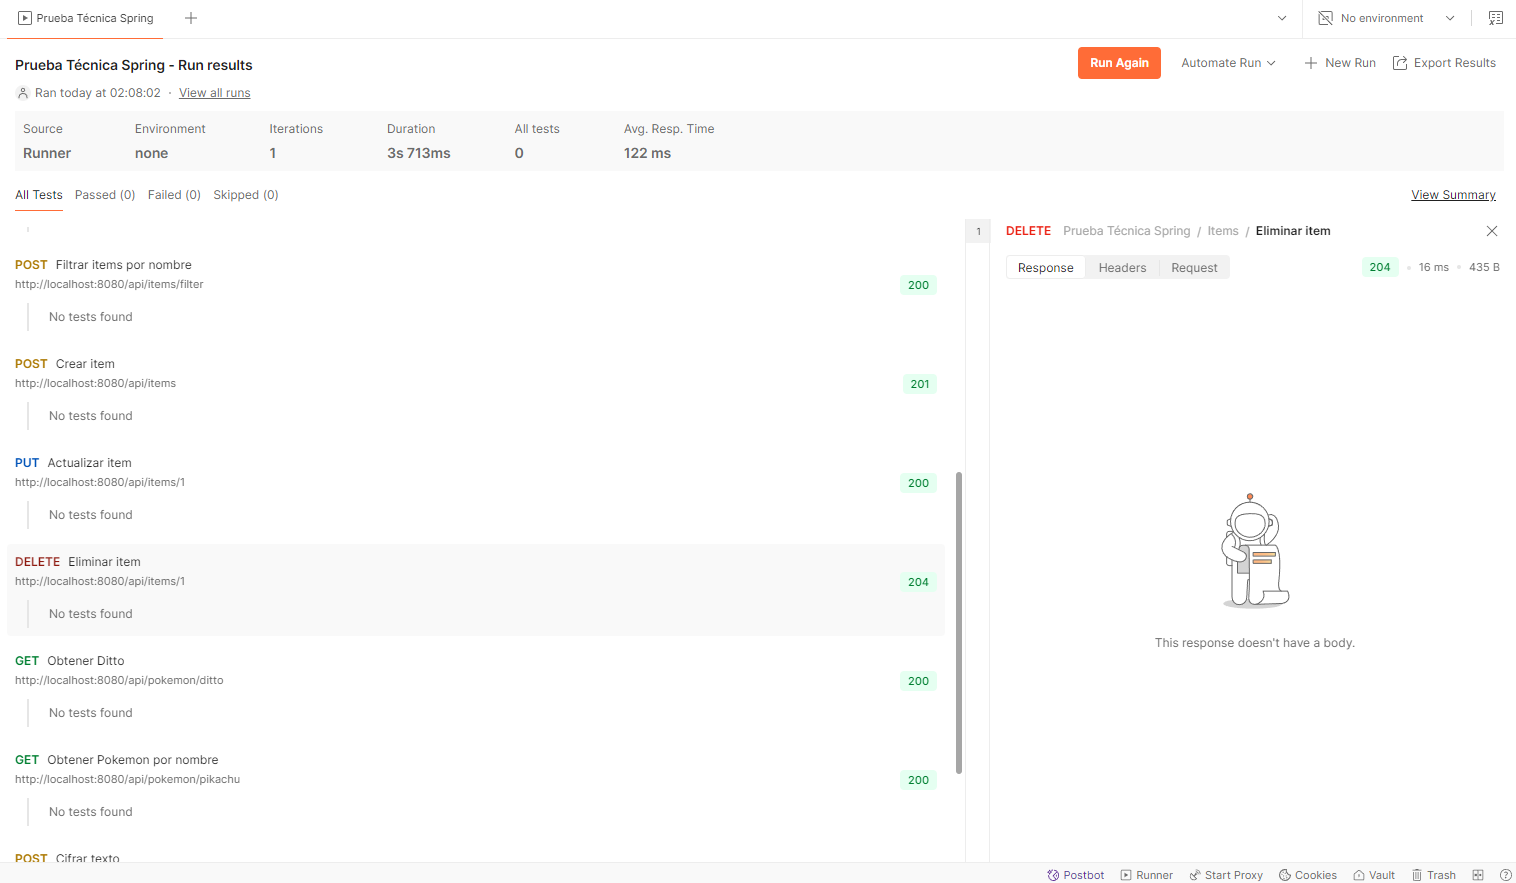 Prueba Técnica Spring
No environment
Prueba Técnica Spring - Run results
Run Again
Automate Run
New Run
Export Results
Ran today at 02:08:02 · View all runs
Source
Environment
Iterations
Duration
All tests
Avg. Resp. Time
Runner
none
1
3s 713ms
0
122 ms
All Tests
Passed (0)
Failed (0)
Skipped (0)
View Summary
POST Filtrar items por nombre
http://localhost:8080/api/items/filter
200
No tests found
POST Crear item
http://localhost:8080/api/items
201
No tests found
PUT Actualizar item
http://localhost:8080/api/items/1
200
No tests found
DELETE Eliminar item
http://localhost:8080/api/items/1
204
No tests found
GET Obtener Ditto
http://localhost:8080/api/pokemon/ditto
200
No tests found
GET Obtener Pokemon por nombre
http://localhost:8080/api/pokemon/pikachu
200
No tests found
POST Cifrar texto
1
DELETE Prueba Técnica Spring / Items / Eliminar item
Response
Headers
Request
204
16 ms
435 B
This response doesn't have a body.
Postbot
Runner
Start Proxy
Cookies
Vault
Trash